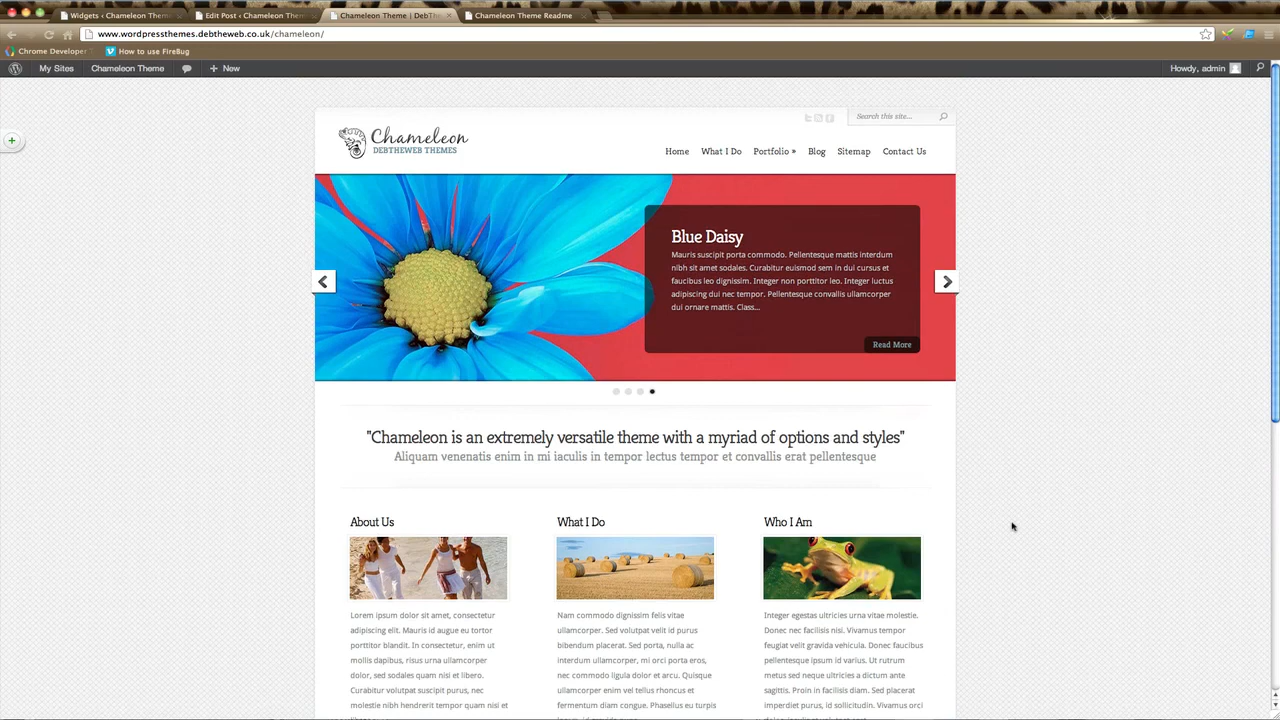 Widgets ‹ Chameleon Theme
Edit Post ‹ Chameleon Them
Chameleon Theme | DebTh
Chameleon Theme Readme
www.wordpressthemes.debtheweb.co.uk/chameleon/
Chrome Developer
How to use FireBug
My Sites
Chameleon Theme
New
Howdy, admin
Search this site...
Chameleon
DEBTHEWEB THEMES
Home
What I Do
Portfolio »
Blog
Sitemap
Contact Us
Blue Daisy
Mauris suscipit porta commodo. Pellentesque mattis interdum
nibh sit amet sodales. Curabitur euismod sem in dui cursus et
faucibus leo dignissim. Integer non porttitor leo. Integer luctus
adipiscing dui nec tempor. Pellentesque convallis ullamcorper
dui ornare mattis. Class...
Read More
"Chameleon is an extremely versatile theme with a myriad of options and styles"
Aliquam venenatis enim in mi iaculis in tempor lectus tempor et convallis erat pellentesque
About Us
Lorem ipsum dolor sit amet, consectetur
adipiscing elit. Mauris id augue eu tortor
porttitor blandit. In consectetur, enim ut
mollis dapibus, risus urna ullamcorper
dolor, sed sodales quam nisi et libero.
Curabitur volutpat suscipit purus, nec
molestie nibh hendrerit tempor quam nisl et
What I Do
Nam commodo dignissim felis vitae
ullamcorper. Sed volutpat velit id purus
bibendum placerat. Sed porta, nulla ac
interdum ullamcorper, mi orci porta eros,
nec commodo ligula dolor et arcu. Quisque
ullamcorper enim vel tellus rhoncus et
fermentum diam congue. Phasellus eu turpis
Who I Am
Integer egestas ultricies urna vitae molestie.
Donec nec facilisis nisi. Vivamus tempor
feugiat velit gravida vehicula. Donec faucibus
pellentesque ipsum id varius. Ut rutrum
metus sed neque ultricies a dictum ante
sagittis. Proin in facilisis diam. Sed placerat
imperdiet purus, id sollicitudin. Vivamus